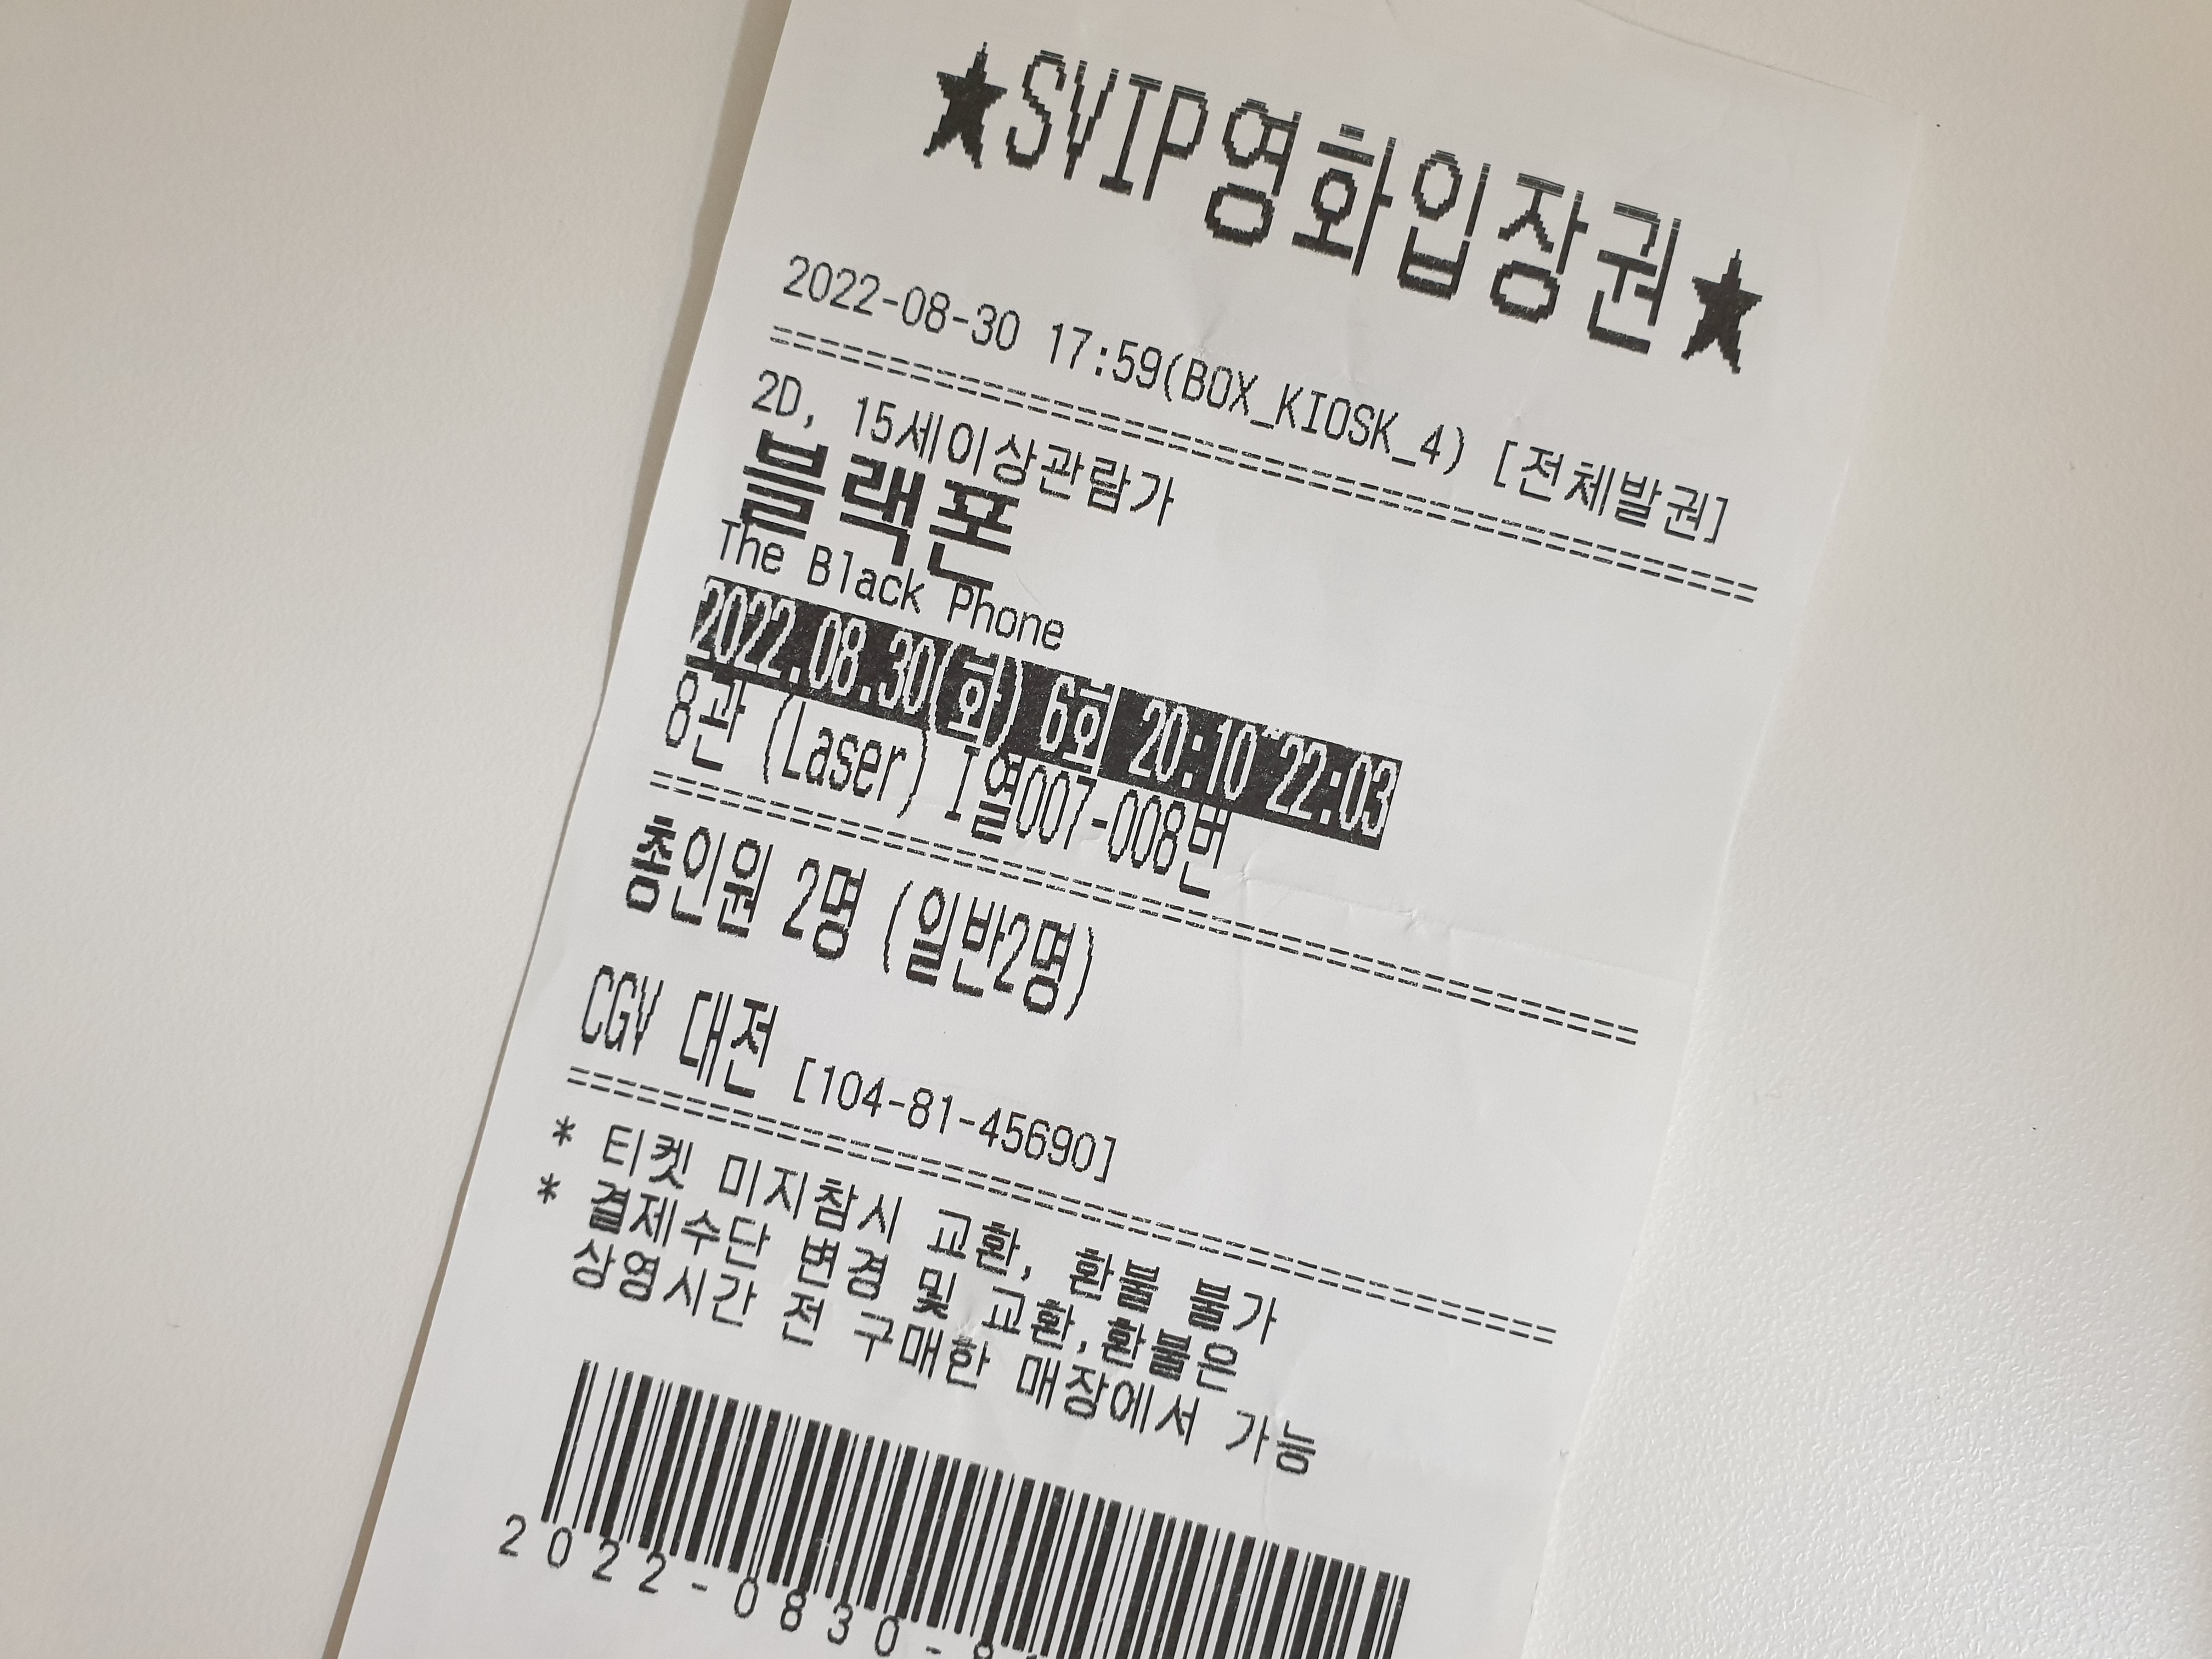 ★SVIP영화입장권★
2022-08-30 17:59(BOX_KIOSK_4) [전체발권]
================================================
2D, 15세이상관람가
블랙폰
The Black Phone
2022.08.30(화) 6회 20:10~22:03
8관 (Laser) I열007-008번
================================================
총인원 2명 (일반2명)
CGV 대전 [104-81-45690]
================================================
* 티켓 미지참시 교환, 환불 불가
* 결제수단 변경 및 교환.환불은
상영시간 전 구매한 매장에서 가능
2022-0830-